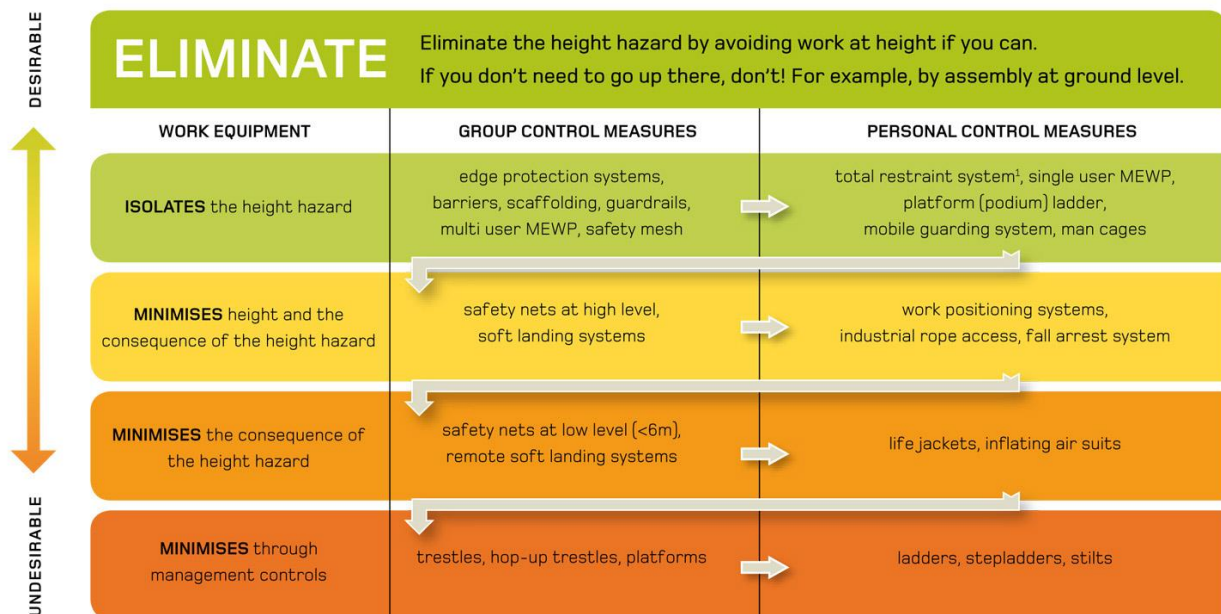 DESIRABLE
ELIMINATE
Eliminate the height hazard by avoiding work at height if you can.
If you don't need to go up there, don't! For example, by assembly at ground level.
WORK EQUIPMENT
GROUP CONTROL MEASURES
PERSONAL CONTROL MEASURES
ISOLATES the height hazard
edge protection systems,
barriers, scaffolding, guardrails,
multi user MEWP, safety mesh
total restraint system¹, single user MEWP,
platform (podium) ladder,
mobile guarding system, man cages
MINIMISES height and the
consequence of the height hazard
safety nets at high level,
soft landing systems
work positioning systems,
industrial rope access, fall arrest system
MINIMISES the consequence of
the height hazard
safety nets at low level (<6m),
remote soft landing systems
life jackets, inflating air suits
MINIMISES through
management controls
trestles, hop-up trestles, platforms
ladders, stepladders, stilts
UNDESIRABLE